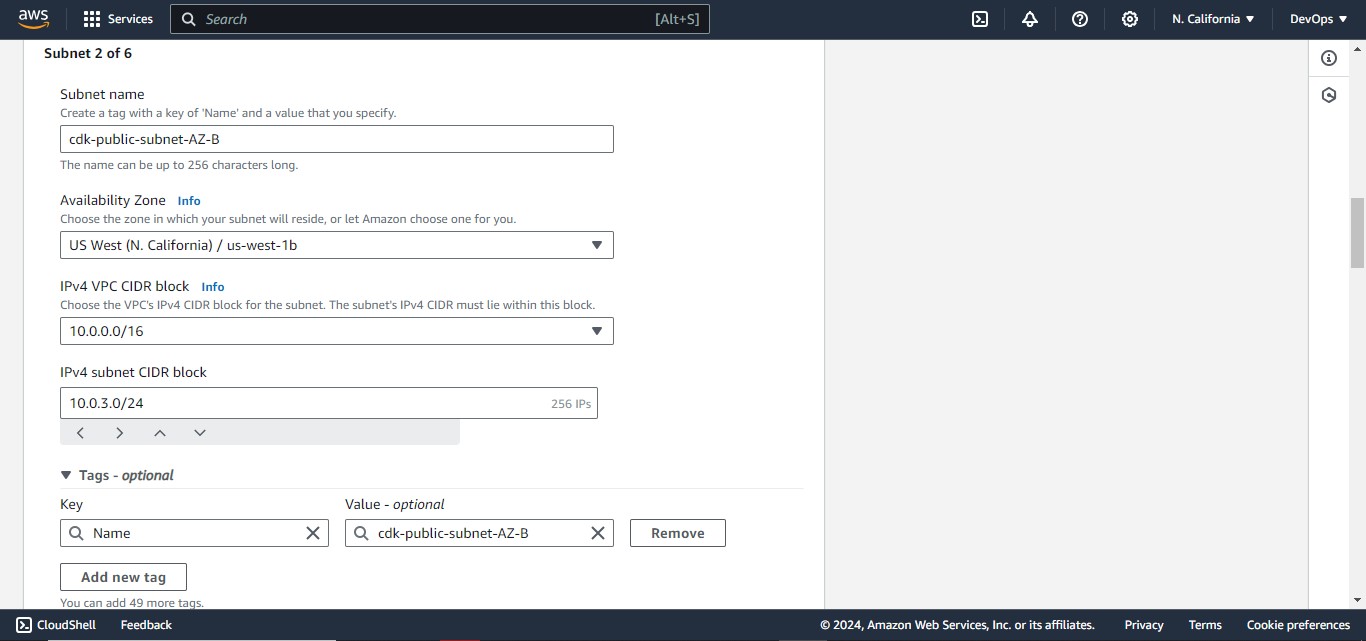 aws
Services
Search
[Alt+S]
N. California
DevOps
Subnet 2 of 6
Subnet name
Create a tag with a key of 'Name' and a value that you specify.
cdk-public-subnet-AZ-B
The name can be up to 256 characters long.
Availability Zone Info
Choose the zone in which your subnet will reside, or let Amazon choose one for you.
US West (N. California) / us-west-1b
IPv4 VPC CIDR block Info
Choose the VPC's IPv4 CIDR block for the subnet. The subnet's IPv4 CIDR must lie within this block.
10.0.0.0/16
IPv4 subnet CIDR block
10.0.3.0/24 256 IPs
Tags - optional
Key Value - optional
Name cdk-public-subnet-AZ-B Remove
Add new tag
You can add 49 more tags.
CloudShell Feedback © 2024, Amazon Web Services, Inc. or its affiliates. Privacy Terms Cookie preferences